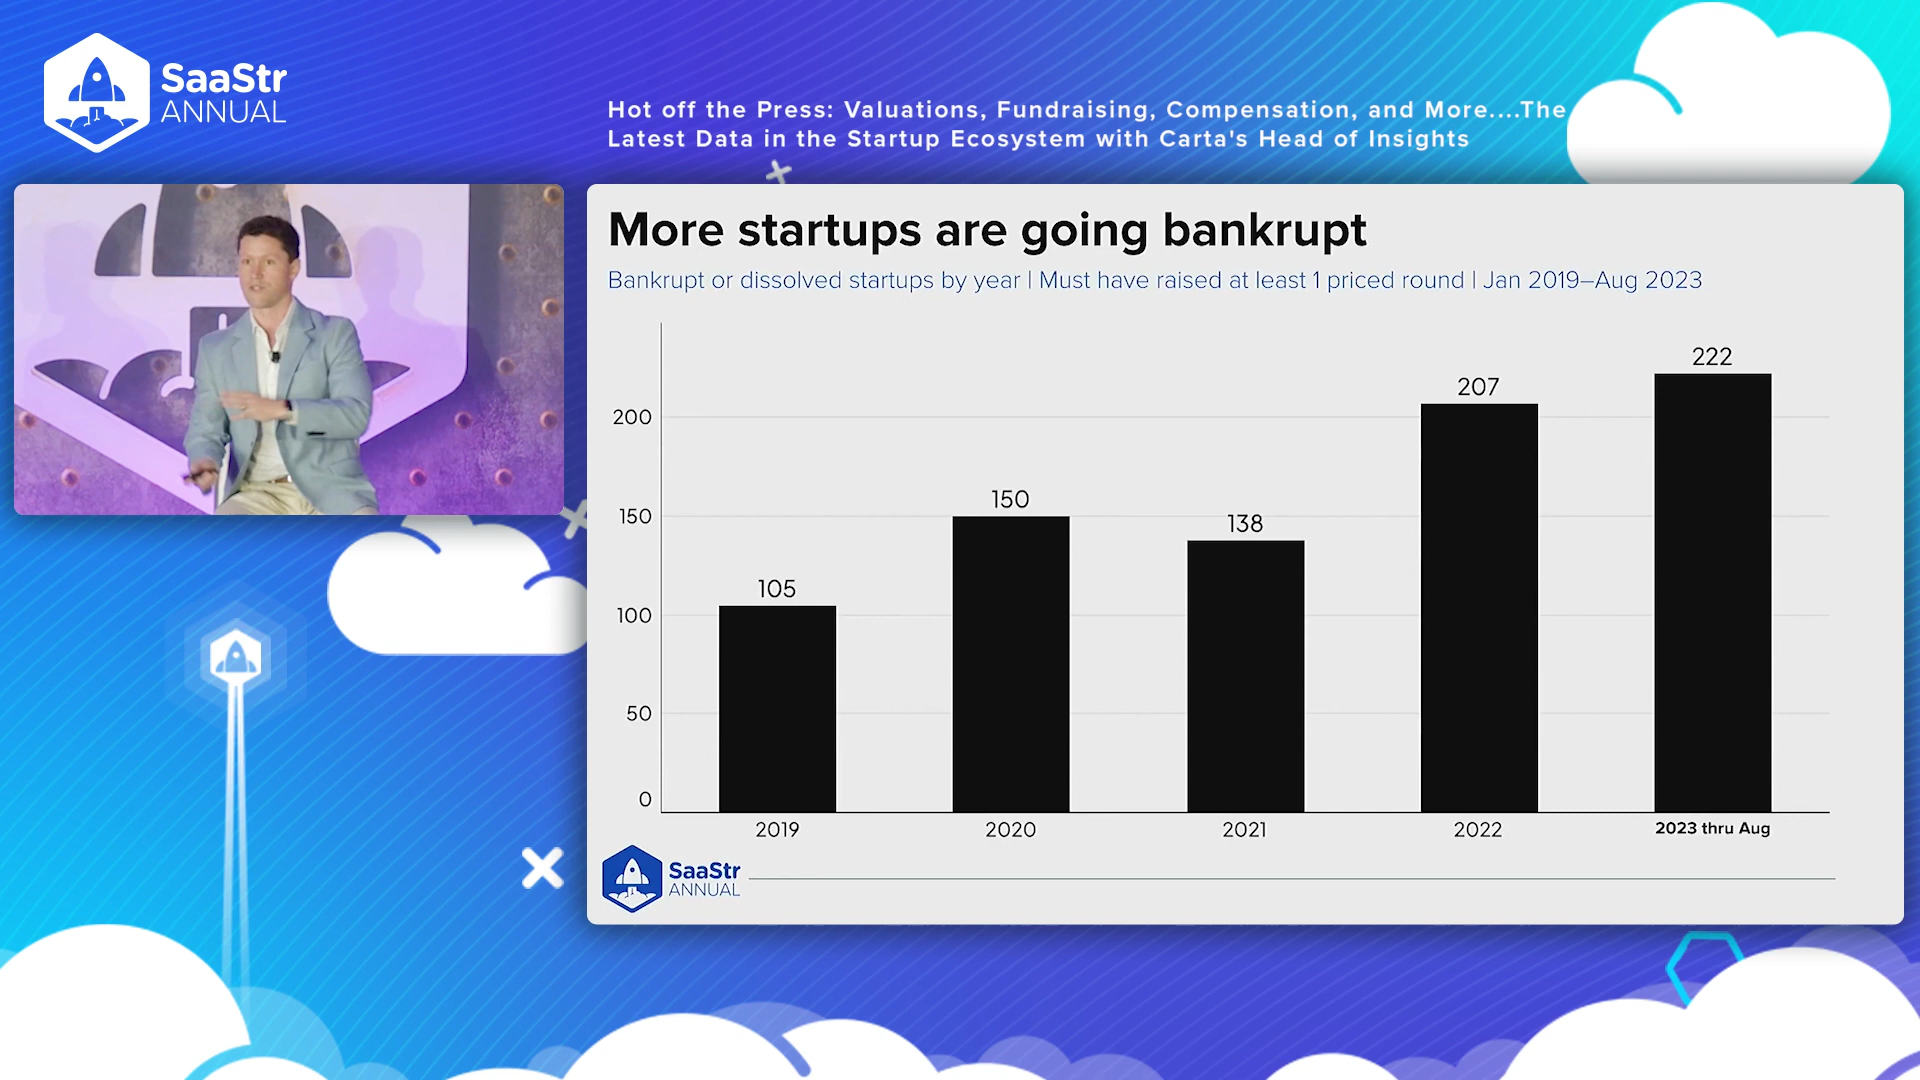 SaaStr
ANNUAL
Hot off the Press: Valuations, Fundraising, Compensation, and More....The
Latest Data in the Startup Ecosystem with Carta's Head of Insights
More startups are going bankrupt
Bankrupt or dissolved startups by year | Must have raised at least 1 priced round | Jan 2019–Aug 2023
222
207
200
150
150
138
105
100
50
0
2019 2020 2021 2022 2023 thru Aug
SaaStr
ANNUAL